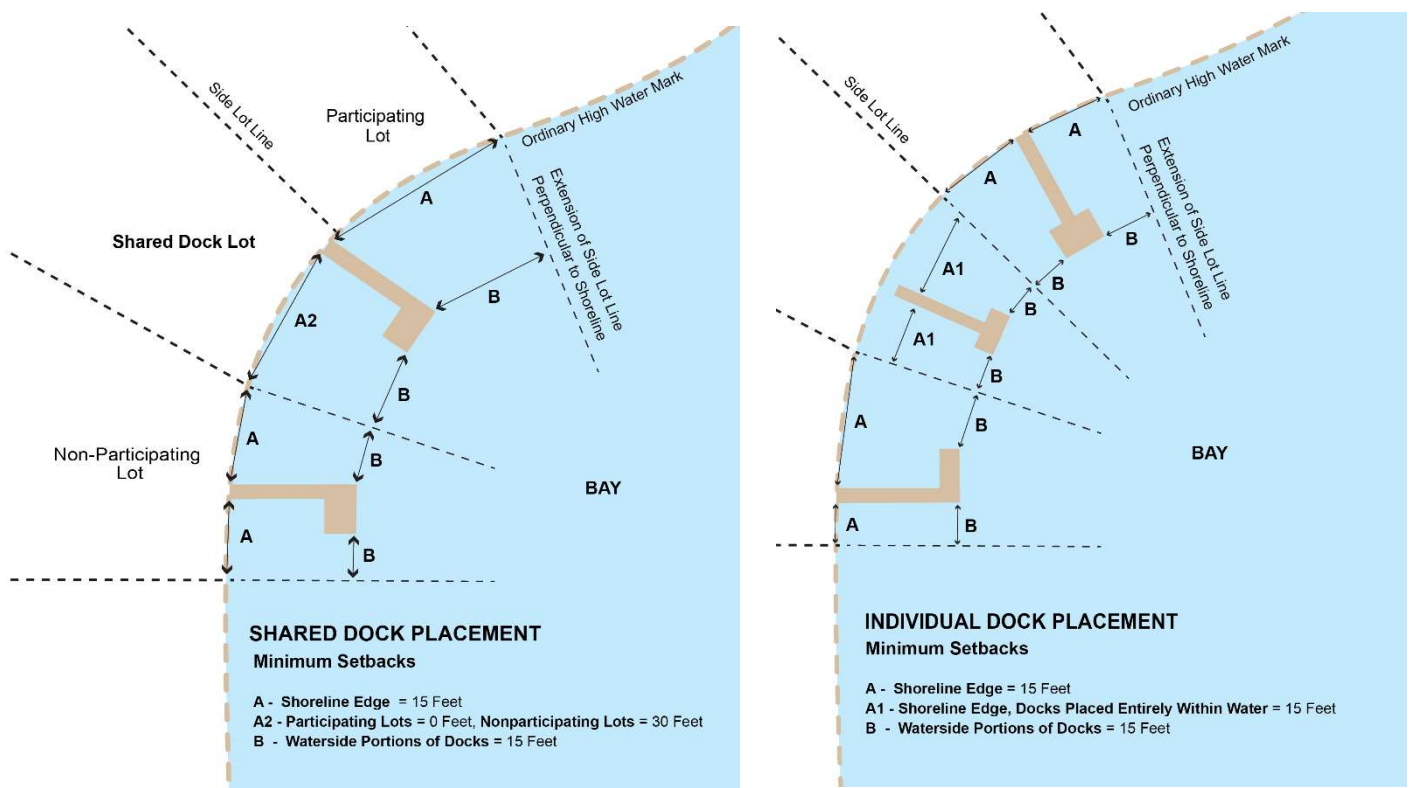 Side Lot Line
Participating
Lot
Ordinary High Water Mark
A
Extension of Side Lot Line
Perpendicular to Shoreline
Shared Dock Lot
B
A2
B
A
Non-Participating
Lot
B
BAY
A
B
SHARED DOCK PLACEMENT
Minimum Setbacks
A - Shoreline Edge = 15 Feet
A2 - Participating Lots = 0 Feet, Nonparticipating Lots = 30 Feet
B - Waterside Portions of Docks = 15 Feet
Side Lot Line
Ordinary High Water Mark
A
A
Extension of Side Lot Line
Perpendicular to Shoreline
B
A1
B
B
A1
B
A
B
BAY
A
B
INDIVIDUAL DOCK PLACEMENT
Minimum Setbacks
A - Shoreline Edge = 15 Feet
A1 - Shoreline Edge, Docks Placed Entirely Within Water = 15 Feet
B - Waterside Portions of Docks = 15 Feet